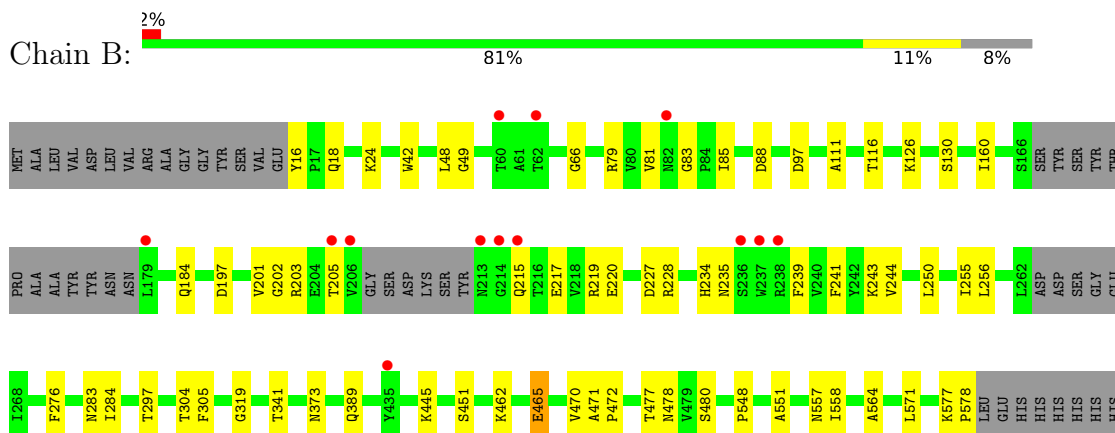 2%
Chain B:
81% 11% 8%
MET ALA LEU VAL ASP LEU VAL ARG ALA GLY GLY TYR SER VAL GLU Y16 P17 Q18 K24 W42 L48 G49 T60 A61 T62 G66 R79 V80 V81 N82 G83 P84 I85 D88 D97 A111 T116 K126 S130 I160 S166 SER TYR SER SER TYR THR
PRO ALA ALA TYR TYR ASN ASN L179 Q184 D197 V201 G202 R203 E204 T205 V206 GLY SER ASP LYS SER TYR N213 G214 Q215 T216 E217 V218 R219 E220 D227 R228 H234 N235 S236 W237 R238 F239 V240 F241 Y242 K243 V244 L250 I255 L256 L262 ASP ASP SER GLY GLU
I268 F276 N283 I284 T297 T304 F305 G319 T341 N373 Q389 Y435 K445 S451 K462 E465 V470 A471 P472 T477 N478 V479 S480 P548 A551 N557 I558 A564 L571 K577 P578 LEU GLU HIS HIS HIS HIS HIS HIS